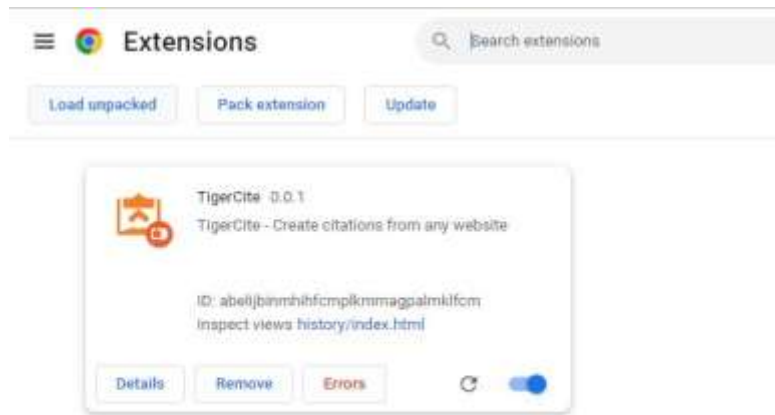 Extensions
Search extensions
Load unpacked Pack extension Update
TigerCite 0.0.1
TigerCite - Create citations from any website
Inspect views history/index.html
Details Remove Errors